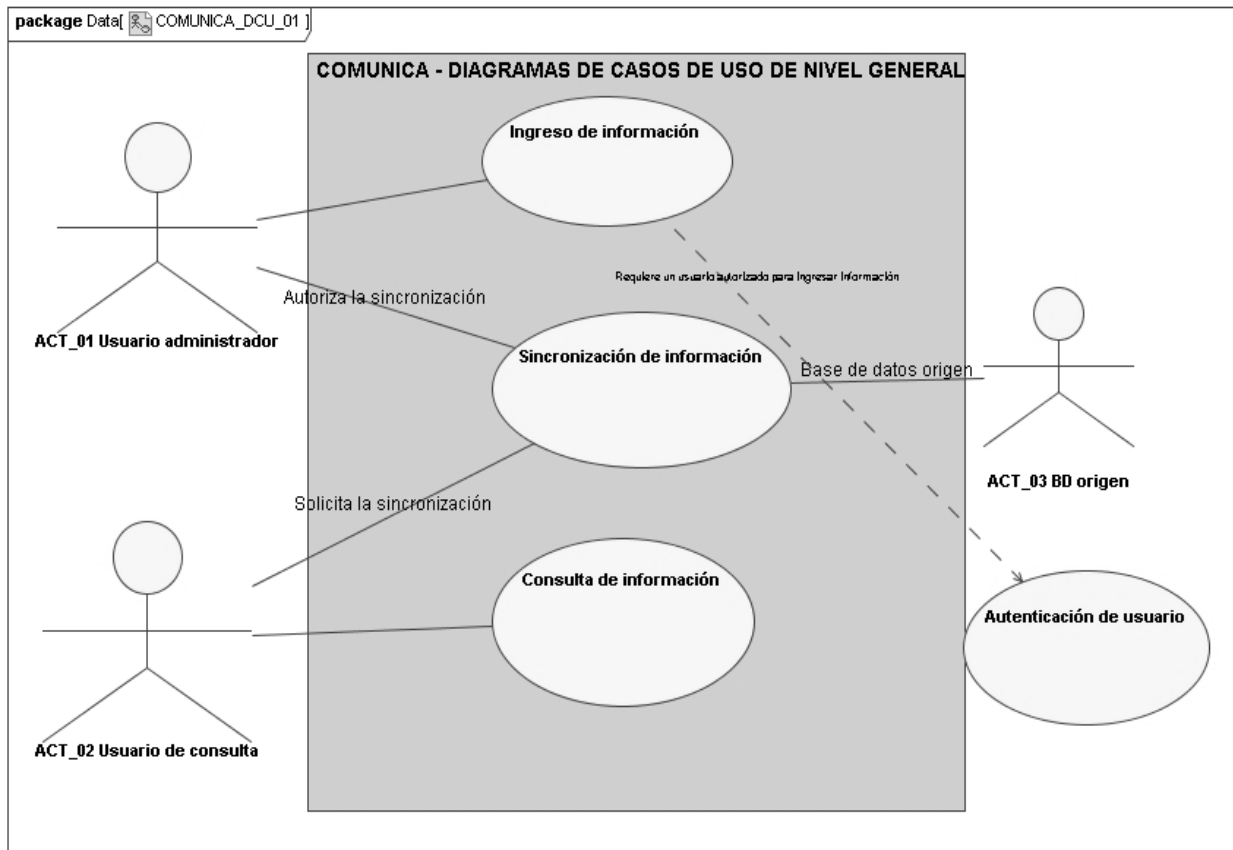 package Data[ COMUNICA_DCU_01 ]
COMUNICA - DIAGRAMAS DE CASOS DE USO DE NIVEL GENERAL
Ingreso de información
Requiere un usuario autorizado para Ingresar Información
Autoriza la sincronización
ACT_01 Usuario administrador
Sincronización de información
Base de datos origen
ACT_03 BD origen
Solicita la sincronización
Consulta de información
Autenticación de usuario
ACT_02 Usuario de consulta